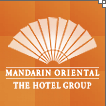 MANDARIN ORIENTAL
THE HOTEL GROUP